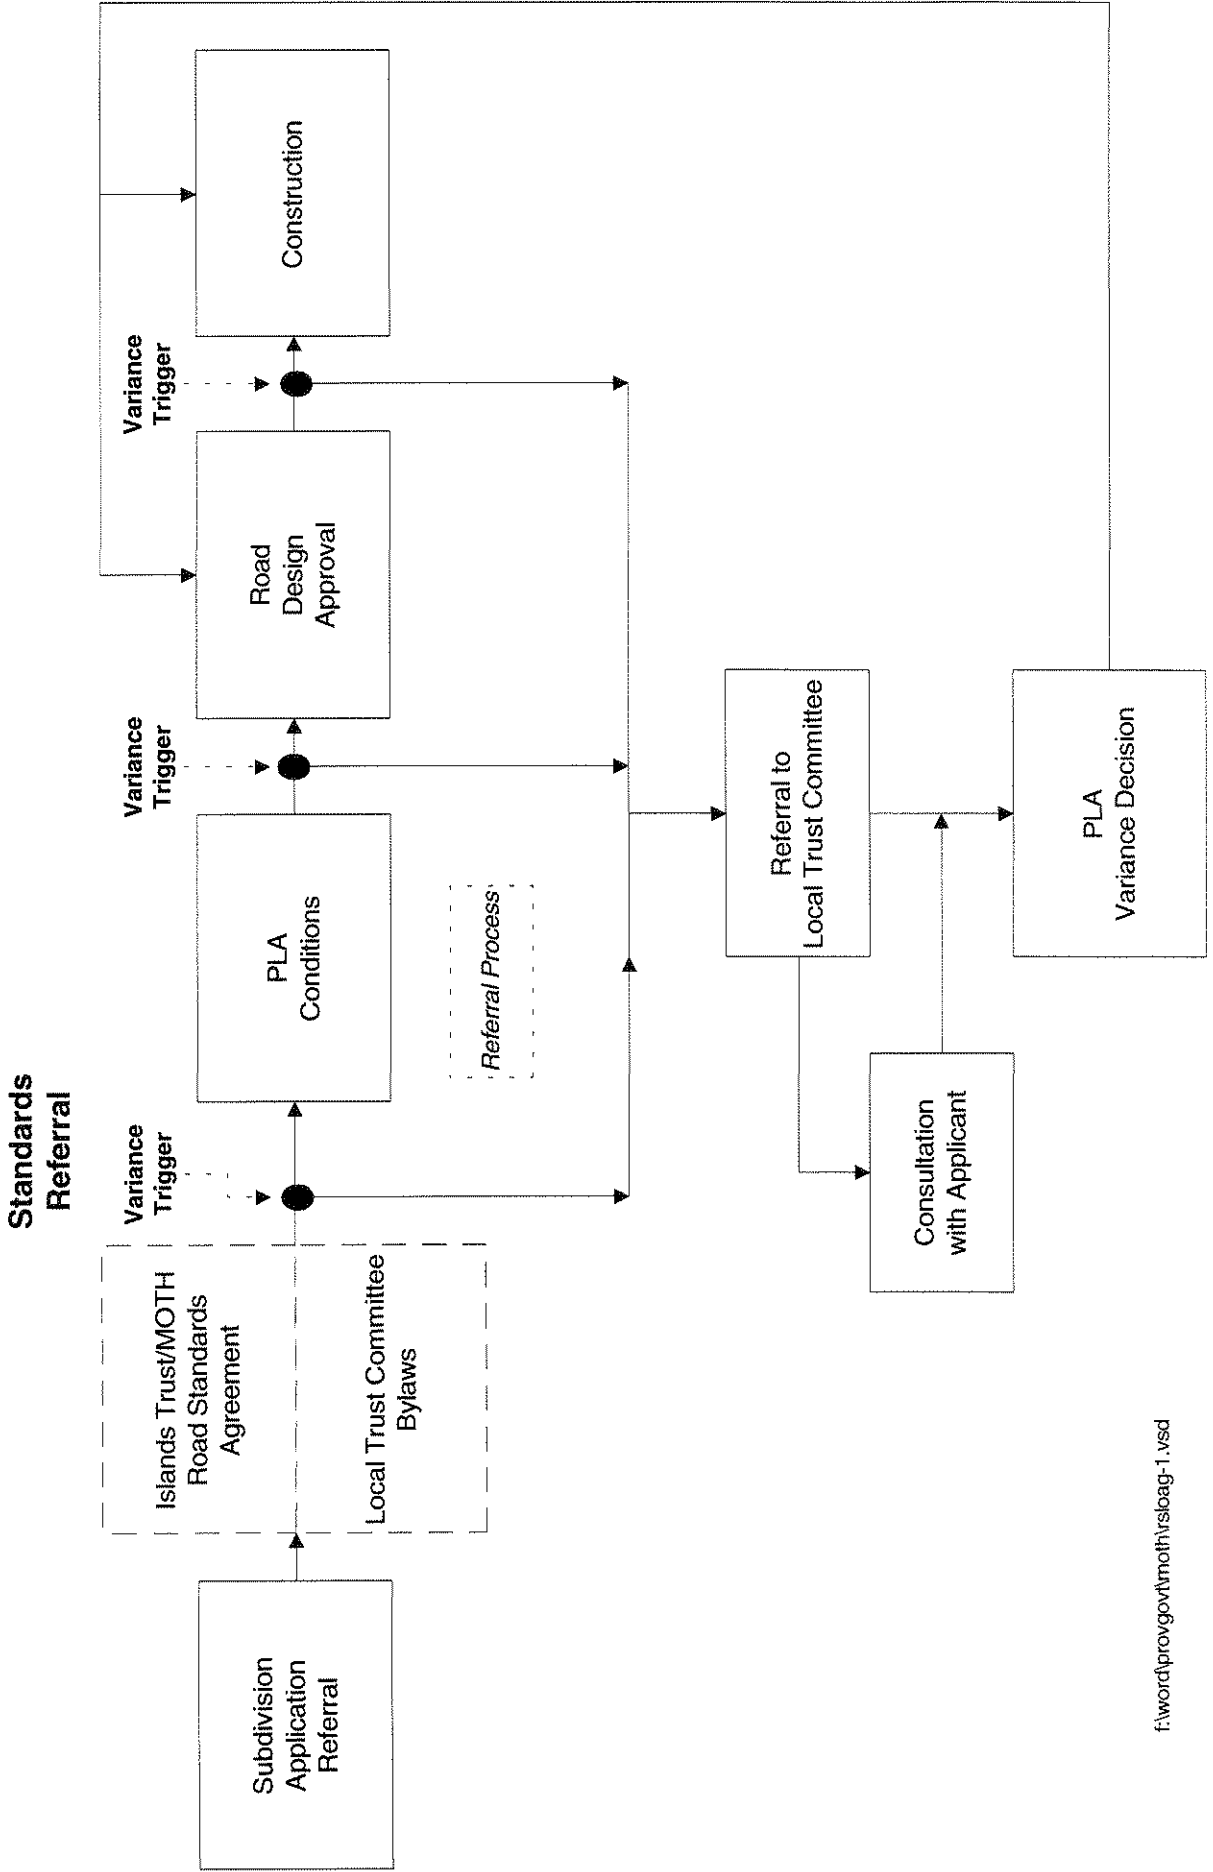 Standards
Referral
Subdivision
Application
Referral
Islands Trust/MOTH
Road Standards
Agreement
Local Trust Committee
Bylaws
Variance
Trigger
PLA
Conditions
Variance
Trigger
Road
Design
Approval
Variance
Trigger
Construction
Referral Process
Referral to
Local Trust Committee
Consultation
with Applicant
PLA
Variance Decision
f:\word\provgovt\moth\rsloag-1.vsd